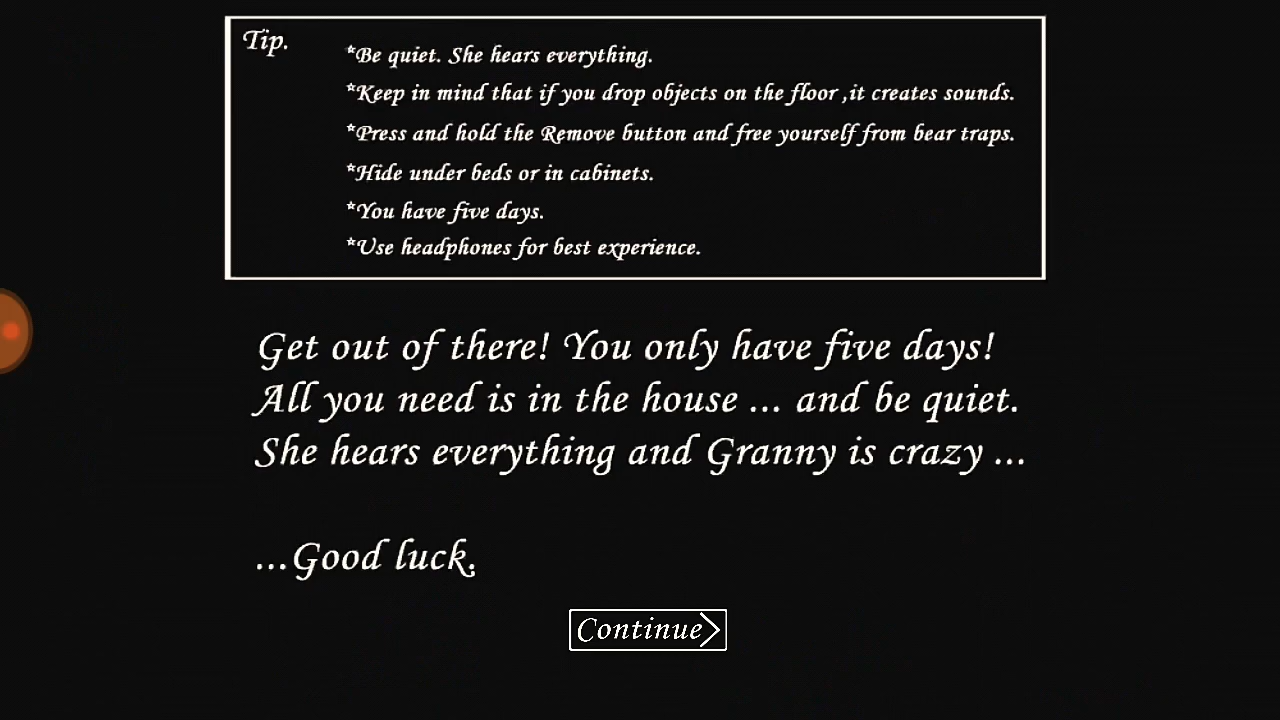 Tip.
*Be quiet. She hears everything.
*Keep in mind that if you drop objects on the floor ,it creates sounds.
*Press and hold the Remove button and free yourself from bear traps.
*Hide under beds or in cabinets.
*You have five days.
*Use headphones for best experience.
Get out of there! You only have five days!
All you need is in the house ... and be quiet.
She hears everything and Granny is crazy ...
...Good luck.
Continue